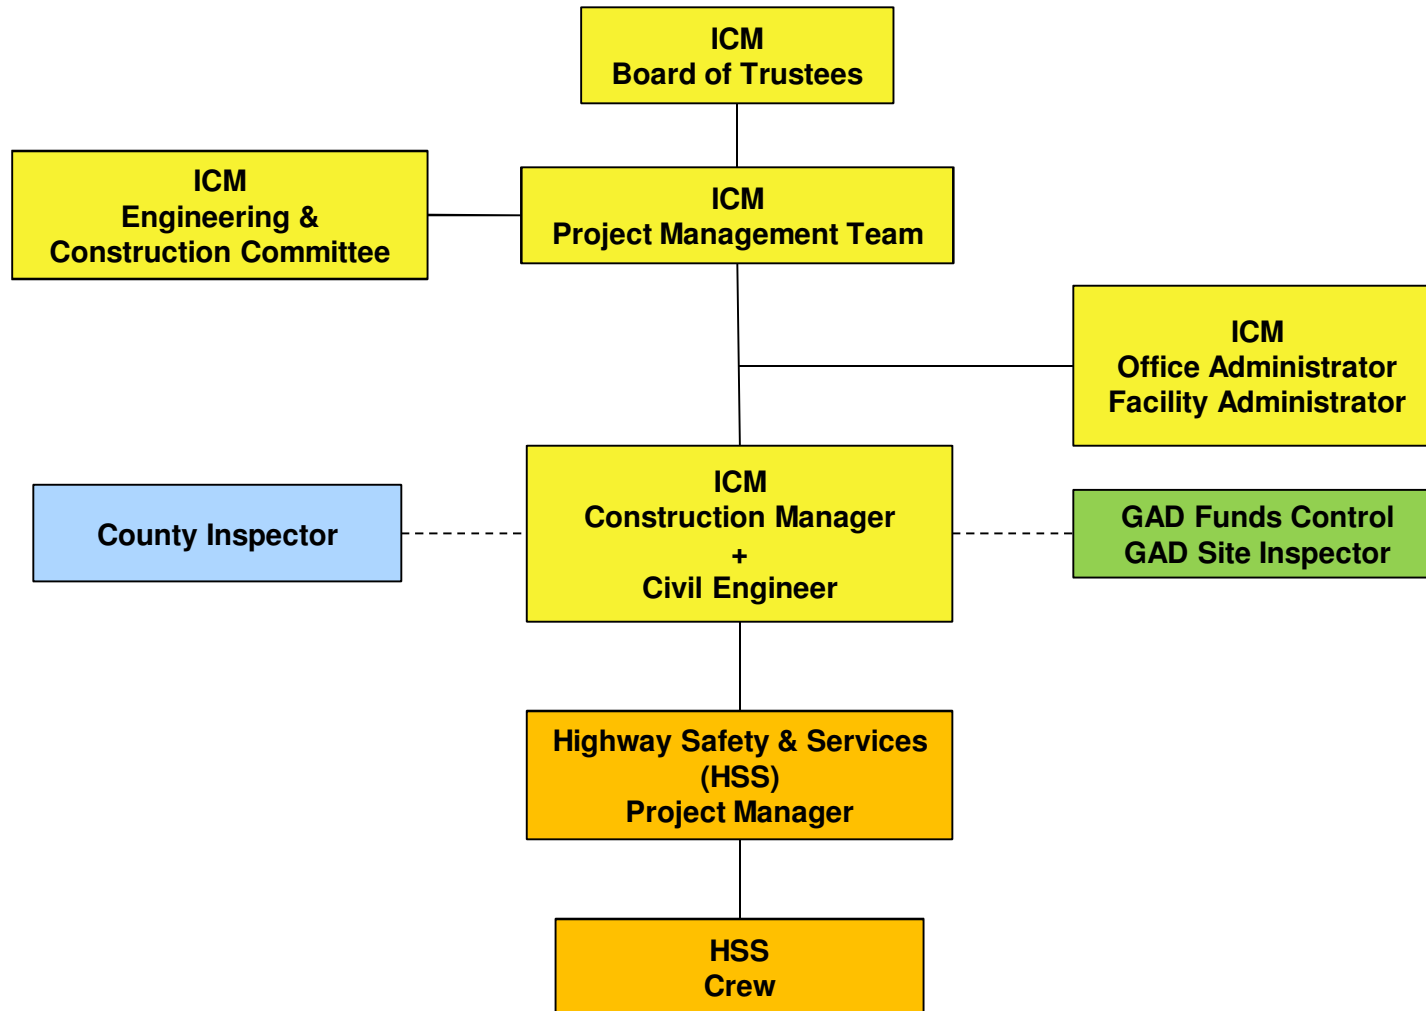 ICM
Board of Trustees
ICM
Engineering &
Construction Committee
ICM
Project Management Team
ICM
Office Administrator
Facility Administrator
County Inspector
ICM
Construction Manager
+
Civil Engineer
GAD Funds Control
GAD Site Inspector
Highway Safety & Services
(HSS)
Project Manager
HSS
Crew